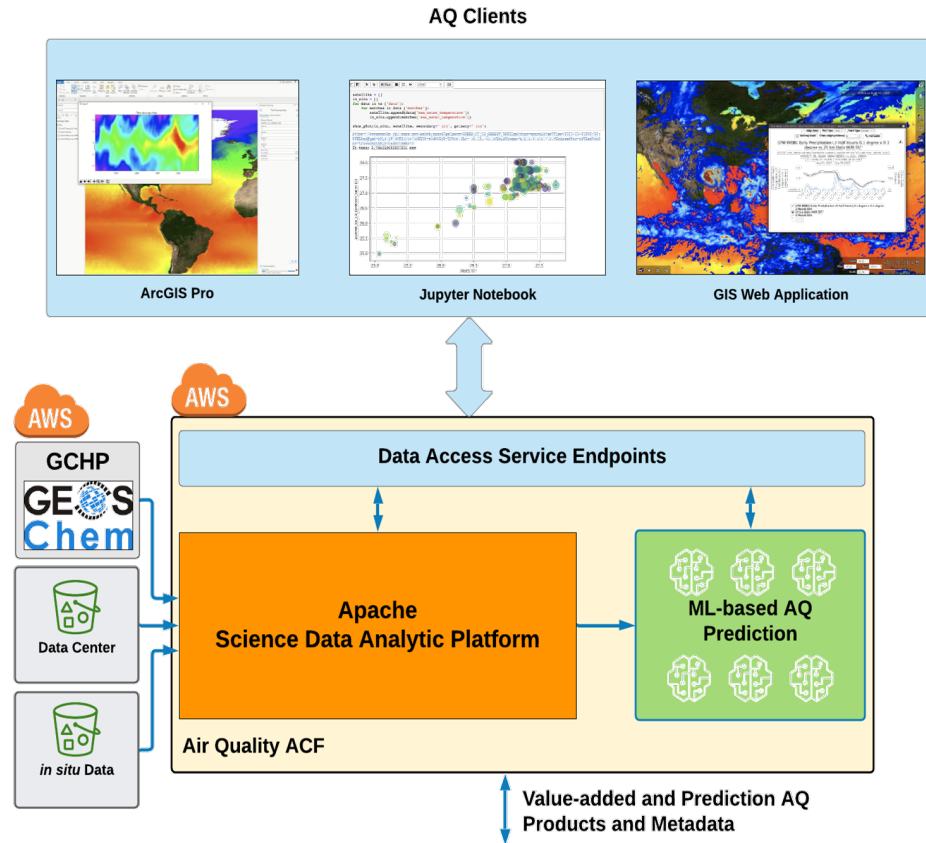 AQ Clients
ArcGIS Pro
Jupyter Notebook
GIS Web Application
AWS
AWS
GCHP
GEOS
Chem
Data Center
in situ Data
Data Access Service Endpoints
Apache
Science Data Analytic Platform
ML-based AQ
Prediction
Air Quality ACF
Value-added and Prediction AQ
Products and Metadata